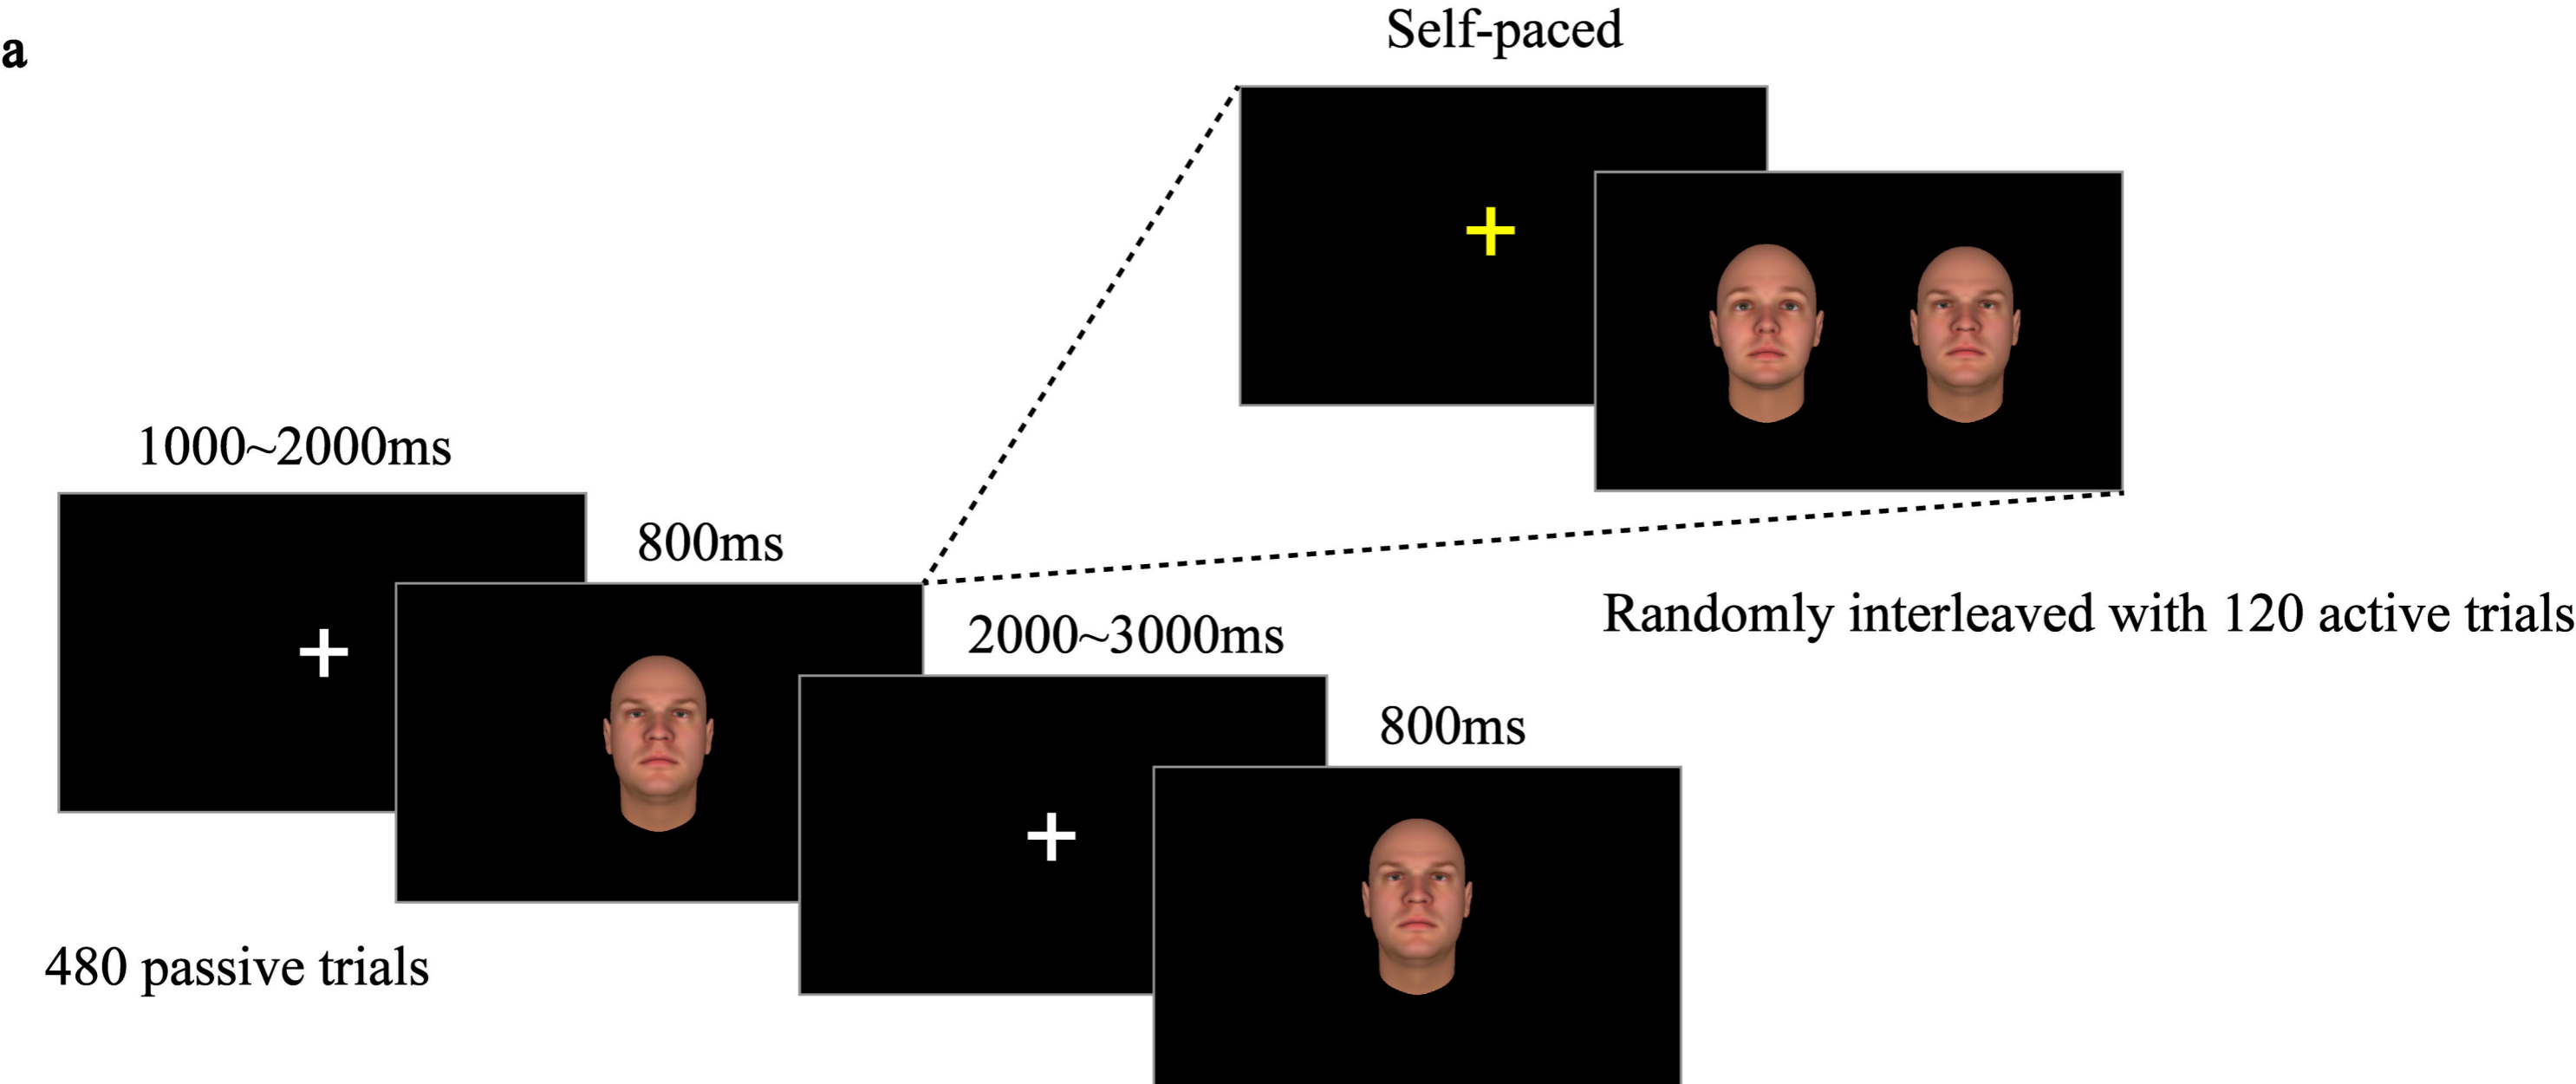 a
Self-paced
1000~2000ms
800ms
2000~3000ms
Randomly interleaved with 120 active trials
800ms
480 passive trials